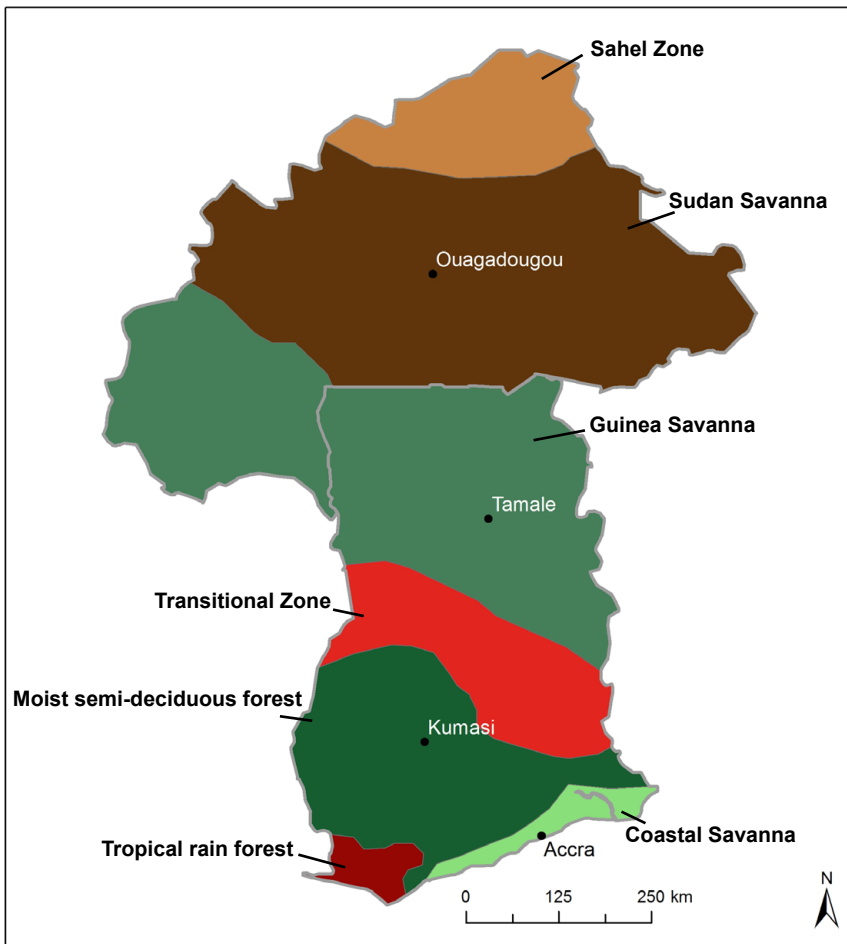 Sahel Zone
Sudan Savanna
Ouagadougou
Guinea Savanna
Tamale
Transitional Zone
Moist semi-deciduous forest
Kumasi
Coastal Savanna
Tropical rain forest
Accra
0 125 250 km
N